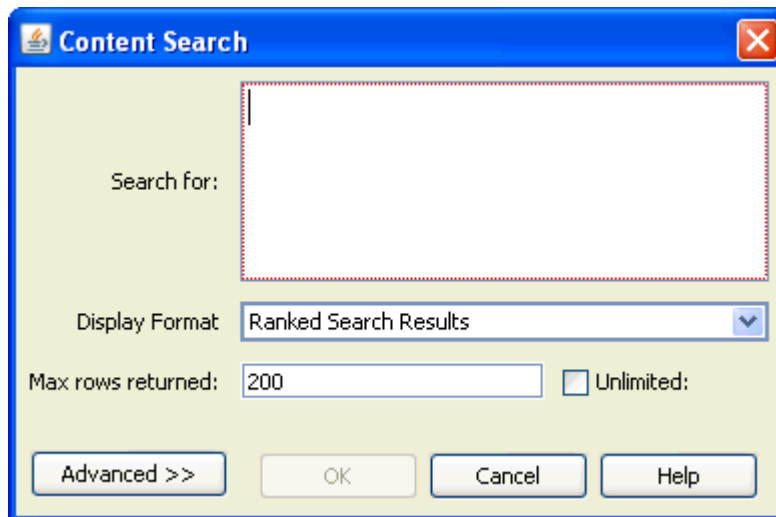 Content Search
Search for:
Display Format Ranked Search Results
Max rows returned: 200 Unlimited:
Advanced >> OK Cancel Help